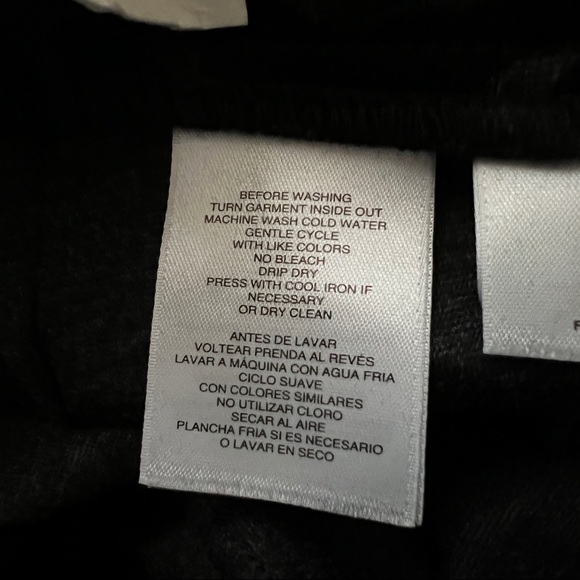 BEFORE WASHING
TURN GARMENT INSIDE OUT
MACHINE WASH COLD WATER
GENTLE CYCLE
WITH LIKE COLORS
NO BLEACH
DRIP DRY
PRESS WITH COOL IRON IF
NECESSARY
OR DRY CLEAN
ANTES DE LAVAR
VOLTEAR PRENDA AL REVÉS
LAVAR A MÁQUINA CON AGUA FRIA
CICLO SUAVE
CON COLORES SIMILARES
NO UTILIZAR CLORO
SECAR AL AIRE
PLANCHA FRIA SI ES NECESARIO
O LAVAR EN SECO